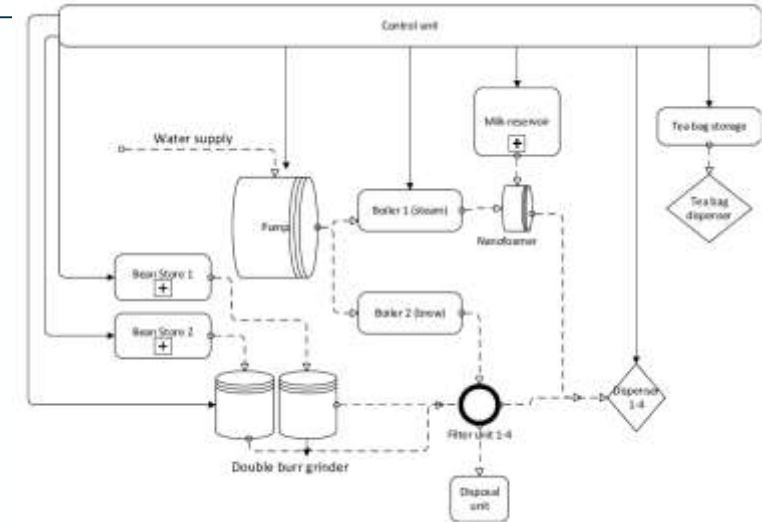 Control unit
Milk reservoir
Tea bag storage
Water supply
Pump
Boiler 1 (steam)
Nanofoamer
Tea bag
dispenser
Bean Store 1
Boiler 2 (brew)
Bean Store 2
Dispenser
1-4
Filter unit 1-4
Double burr grinder
Disposal
unit